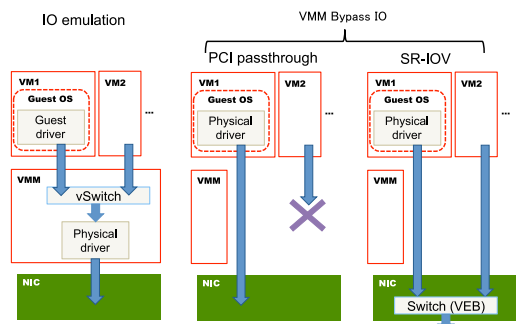 VMM Bypass IO
IO emulation
PCI passthrough
SR-IOV
VM1
VM2
Guest OS
Guest
driver
...
VMM
vSwitch
Physical
driver
NIC
VM1
VM2
Guest OS
Physical
driver
...
VMM
NIC
VM1
VM2
Guest OS
Physical
driver
...
VMM
NIC
Switch (VEB)